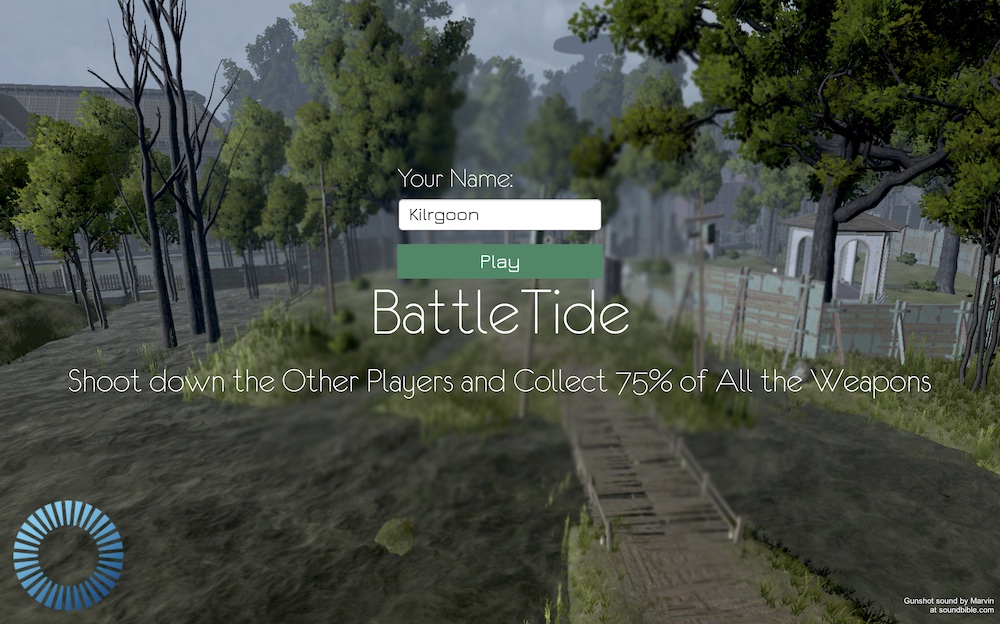 Your Name:
Kilrgoon
Play
BattleTide
Shoot down the Other Players and Collect 75% of All the Weapons
Gunshot sound by Marvin
at soundbible.com